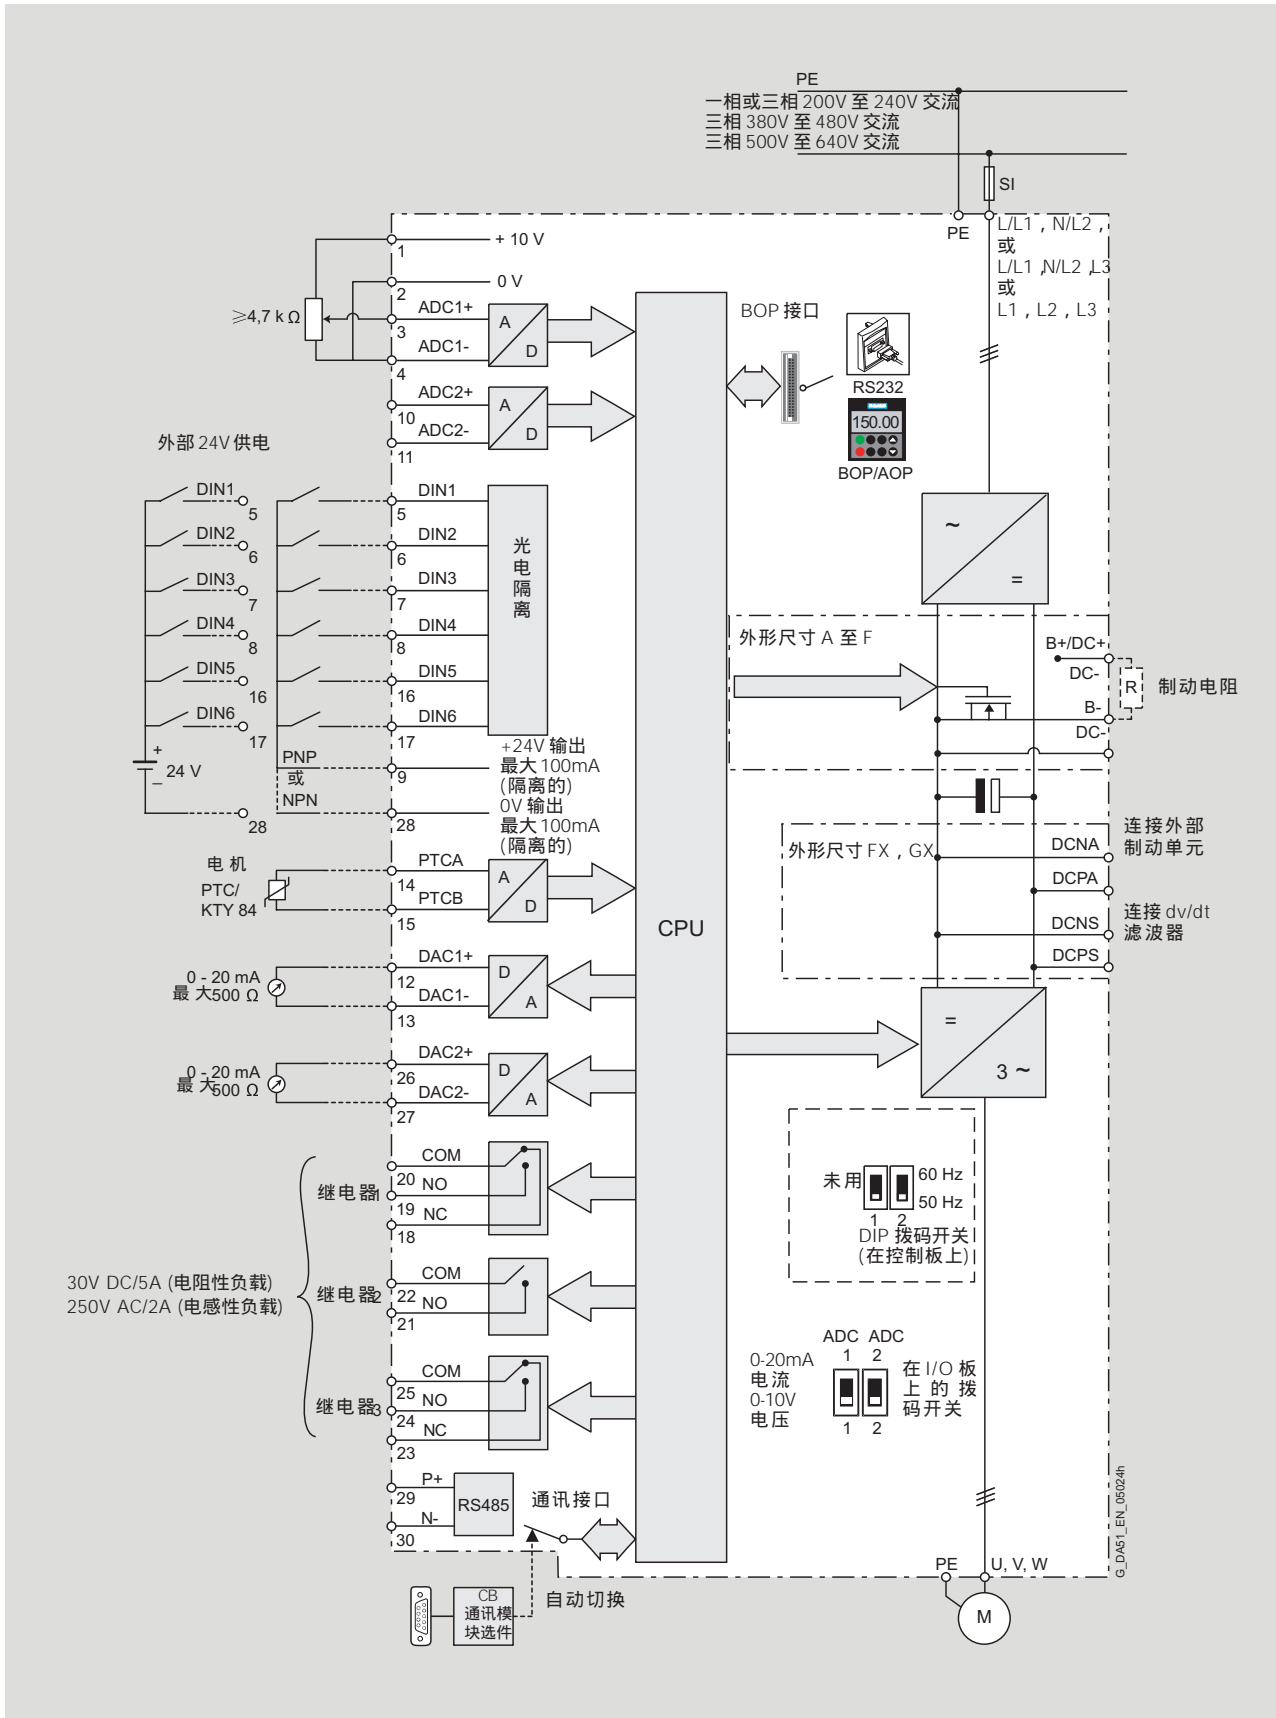 PE
一相或三相 200V 至 240V 交流
三相 380V 至 480V 交流
三相 500V 至 640V 交流
SI
PE
L/L1 , N/L2 ,
或
L/L1 ,N/L2 ,L3
或
L1 , L2 , L3
+ 10 V
1
0 V
2
≥4,7 k Ω
ADC1+
3
ADC1-
4
A
D
ADC2+
10
ADC2-
11
A
D
BOP 接口
RS232
150.00
BOP/AOP
外部 24V 供电
DIN1
5
DIN2
6
DIN3
7
DIN4
8
DIN5
16
DIN6
17
+
24 V
–
28
DIN1
5
DIN2
6
DIN3
7
DIN4
8
DIN5
16
DIN6
17
光
电
隔
离
PNP
或
NPN
9
28
+24V 输出
最大 100mA
(隔离的)
0V 输出
最大 100mA
(隔离的)
~
=
外形尺寸 A 至 F
B+/DC+
DC-
R
制动电阻
B-
DC-
外形尺寸 FX , GX
DCNA
DCPA
DCNS
DCPS
连接外部
制动单元
连接 dv/dt
滤波器
电 机
PTC/
KTY 84
PTCA
14
PTCB
15
A
D
CPU
0 - 20 mA
最 大500 Ω
DAC1+
12
DAC1-
13
D
A
0 - 20 mA
最 大500 Ω
DAC2+
26
DAC2-
27
D
A
=
3 ~
30V DC/5A (电阻性负载)
250V AC/2A (电感性负载)
继电器1
COM
20
NO
19
NC
18
继电器2
COM
22
NO
21
继电器3
COM
25
NO
24
NC
23
未用
60 Hz
50 Hz
1 2
DIP 拨码开关
(在控制板上)
ADC ADC
1 2
0-20mA
电流
0-10V
电压
1 2
在 I/O 板
上 的 拨
码开关
P+
29
N-
30
RS485
通讯接口
CB
通讯模
块选件
自动切换
PE
U, V, W
M
G_DA51_EN_05024h